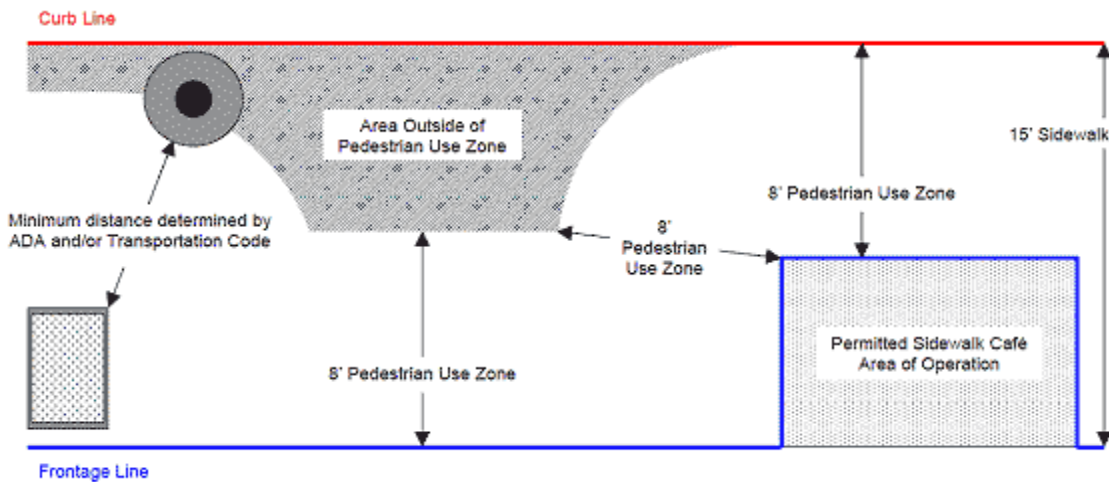 Curb Line
Area Outside of
Pedestrian Use Zone
15' Sidewalk
8' Pedestrian Use Zone
Minimum distance determined by
ADA and/or Transportation Code
8'
Pedestrian
Use Zone
Permitted Sidewalk Café
Area of Operation
8' Pedestrian Use Zone
Frontage Line